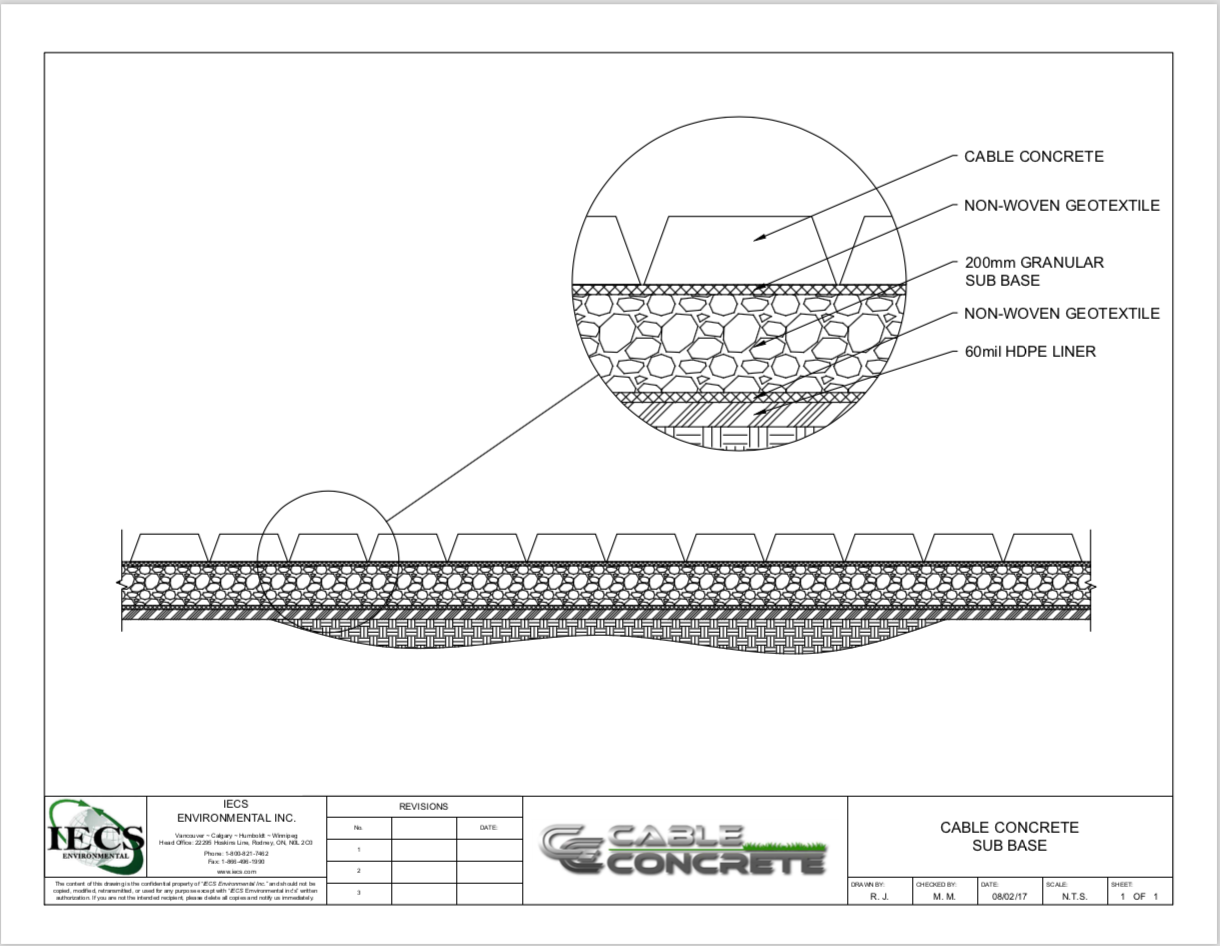 CABLE CONCRETE
NON-WOVEN GEOTEXTILE
200mm GRANULAR
SUB BASE
NON-WOVEN GEOTEXTILE
60mil HDPE LINER
IECS
ENVIRONMENTAL
IECS
ENVIRONMENTAL INC.
Vancouver ~ Calgary ~ Humboldt ~ Winnipeg
Head Office: 22295 Hoskins Line, Rodney, ON, N0L 2C0
Phone: 1-800-821-7462
Fax: 1-866-496-1990
www.iecs.com
The content of this drawing is the confidential property of "IECS Environmental Inc." and should not be
copied, modified, retransmitted, or used for any purpose except with "IECS Environmental Inc's" written
authorization. If you are not the intended recipient, please delete all copies and notify us immediately.
REVISIONS
No. DATE:
1
2
3
CABLE
CONCRETE
CABLE CONCRETE
SUB BASE
DRAWN BY: CHECKED BY: DATE: SCALE: SHEET:
R. J. M. M. 08/02/17 N.T.S. 1 OF 1